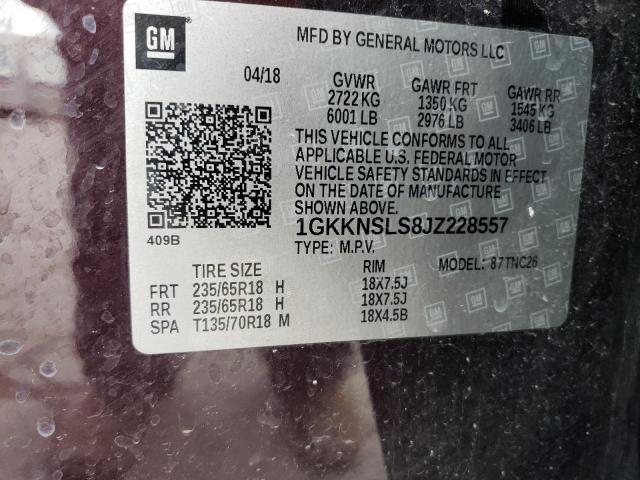 GM
MFD BY GENERAL MOTORS LLC
04/18 GVWR GAWR FRT GAWR RR
2722 KG 1350 KG 1545 KG
6001 LB 2976 LB 3406 LB
THIS VEHICLE CONFORMS TO ALL
APPLICABLE U.S. FEDERAL MOTOR
VEHICLE SAFETY STANDARDS IN EFFECT
ON THE DATE OF MANUFACTURE
SHOWN ABOVE.
1GKKNSLS8JZ228557
409B
TYPE: M.P.V. MODEL: 87TNC26
TIRE SIZE RIM
FRT 235/65R18 H 18X7.5J
RR 235/65R18 H 18X7.5J
SPA T135/70R18 M 18X4.5B